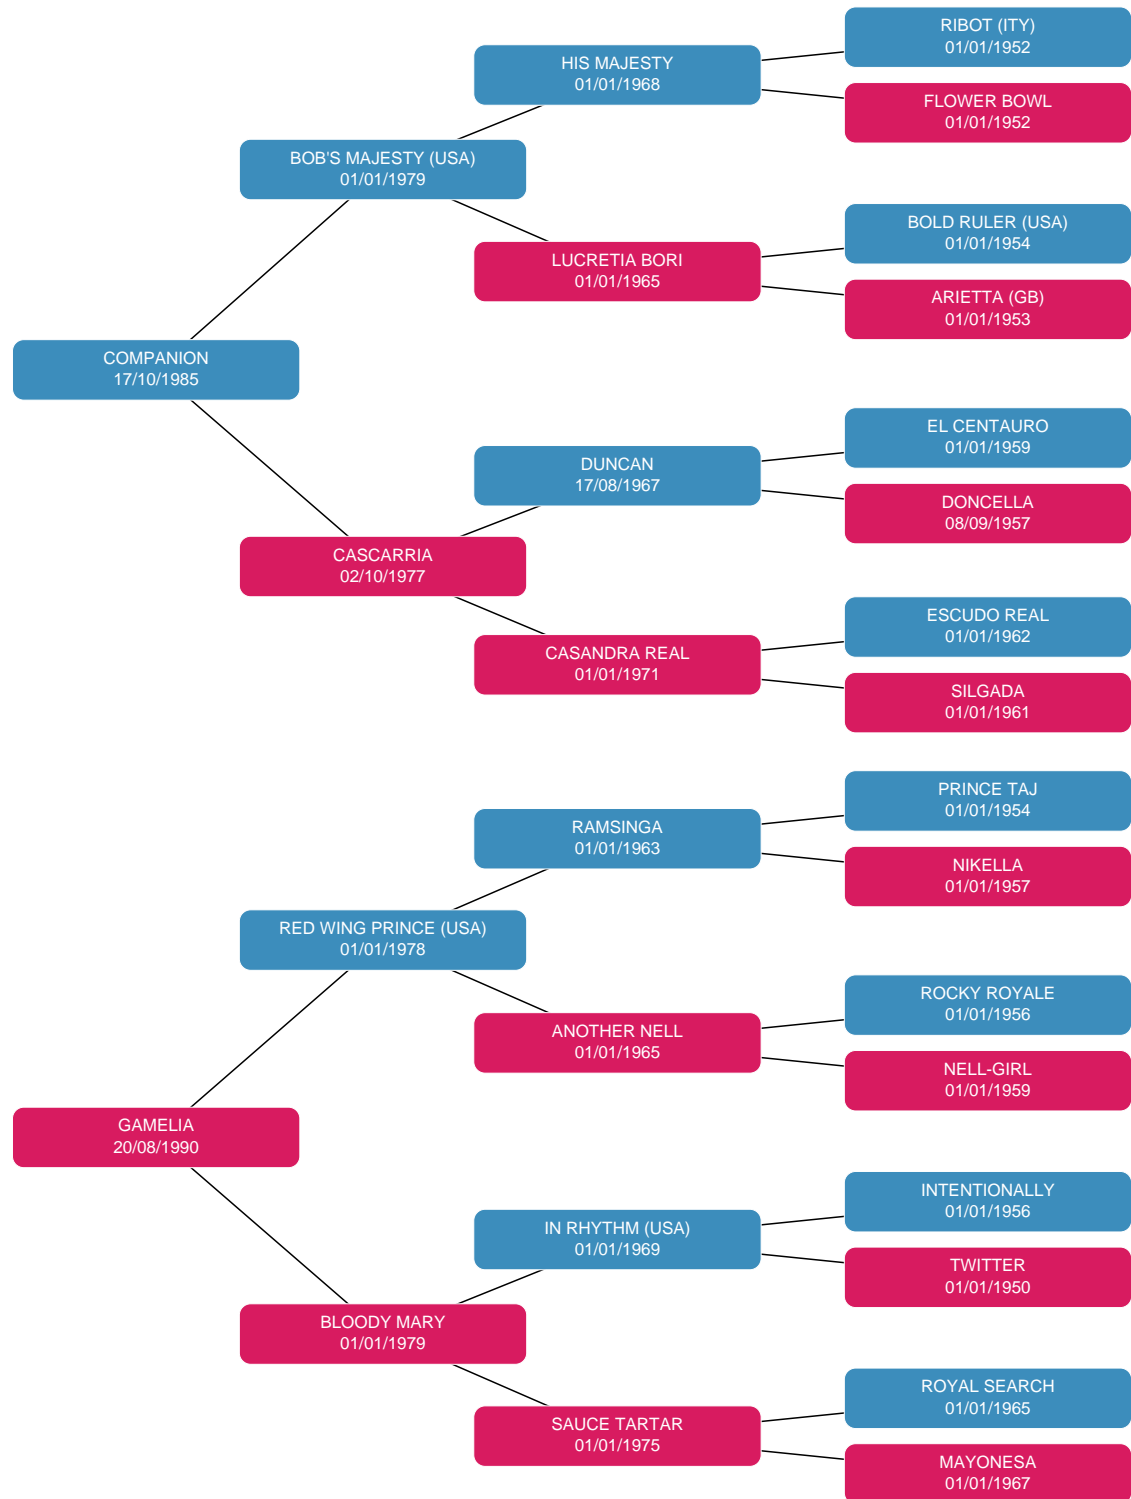 RIBOT (ITY)
01/01/1952
HIS MAJESTY
01/01/1968
FLOWER BOWL
01/01/1952
BOB'S MAJESTY (USA)
01/01/1979
BOLD RULER (USA)
01/01/1954
LUCRETIA BORI
01/01/1965
ARIETTA (GB)
01/01/1953
COMPANION
17/10/1985
EL CENTAURO
01/01/1959
DUNCAN
17/08/1967
DONCELLA
08/09/1957
CASCARRIA
02/10/1977
ESCUDO REAL
01/01/1962
CASANDRA REAL
01/01/1971
SILGADA
01/01/1961
PRINCE TAJ
01/01/1954
RAMSINGA
01/01/1963
NIKELLA
01/01/1957
RED WING PRINCE (USA)
01/01/1978
ROCKY ROYALE
01/01/1956
ANOTHER NELL
01/01/1965
NELL-GIRL
01/01/1959
GAMELIA
20/08/1990
INTENTIONALLY
01/01/1956
IN RHYTHM (USA)
01/01/1969
TWITTER
01/01/1950
BLOODY MARY
01/01/1979
ROYAL SEARCH
01/01/1965
SAUCE TARTAR
01/01/1975
MAYONESA
01/01/1967